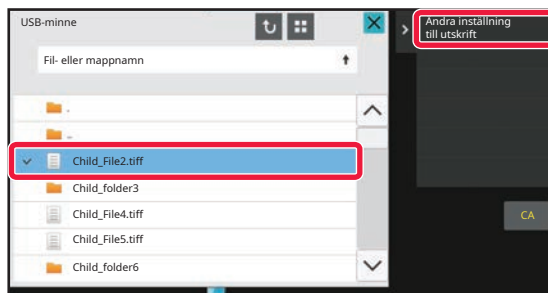 USB-minne
Ändra inställning
till utskrift
Fil- eller mappnamn
.
..
Child_File2.tiff
Child_folder3
Child_File4.tiff
Child_File5.tiff
Child_folder6
CA